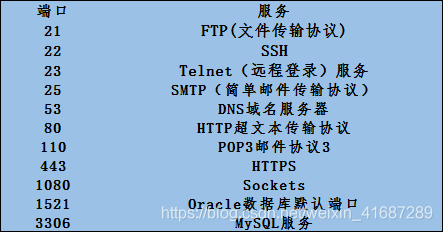 端口 服务
21 FTP(文件传输协议)
22 SSH
23 Telnet（远程登录）服务
25 SMTP（简单邮件传输协议）
53 DNS域名服务器
80 HTTP超文本传输协议
110 POP3邮件协议3
443 HTTPS
1080 Sockets
1521 Oracle数据库默认端口
3306 MySQL服务
https://blog.csdn.net/weixin_41687289